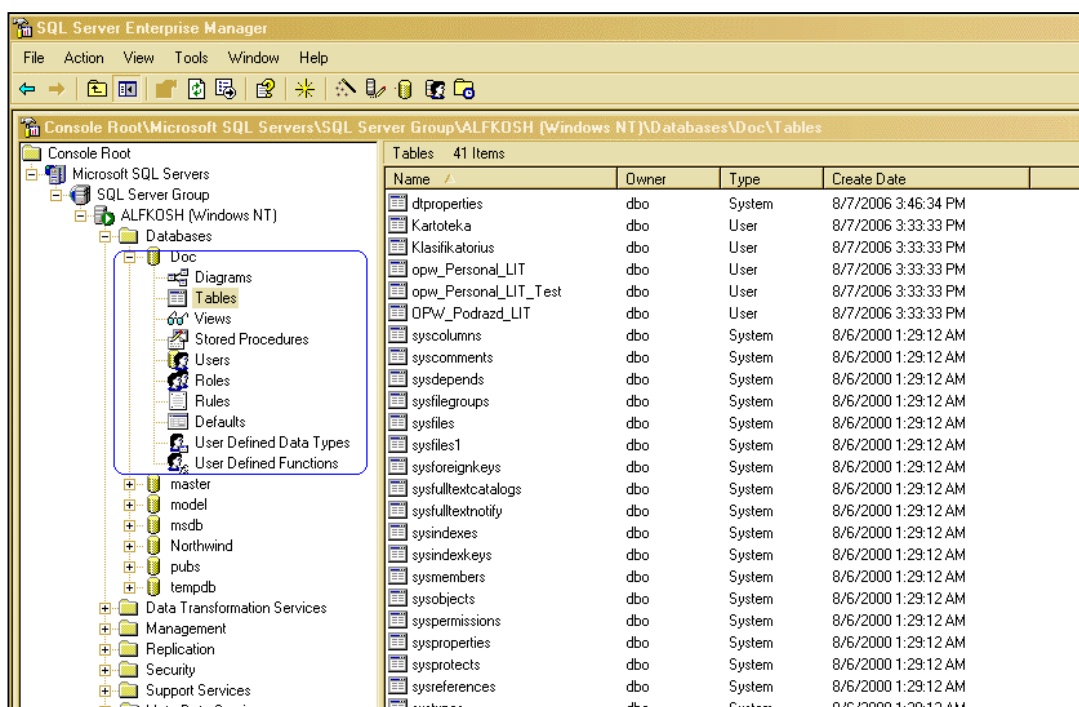 SQL Server Enterprise Manager
File Action View Tools Window Help
Console Root\Microsoft SQL Servers\SQL Server Group\ALFKOSH (Windows NT)\Databases\Doc\Tables
Console Root
Microsoft SQL Servers
SQL Server Group
ALFKOSH (Windows NT)
Databases
Doc
Diagrams
Tables
Views
Stored Procedures
Users
Roles
Rules
Defaults
User Defined Data Types
User Defined Functions
master
model
msdb
Northwind
pubs
tempdb
Data Transformation Services
Management
Replication
Security
Support Services
Tables 41 Items
Name Owner Type Create Date
dtproperties dbo System 8/7/2006 3:46:34 PM
Kartoteka dbo User 8/7/2006 3:33:33 PM
Klasifikatorius dbo User 8/7/2006 3:33:33 PM
opw_Personal_LIT dbo User 8/7/2006 3:33:33 PM
opw_Personal_LIT_Test dbo User 8/7/2006 3:33:33 PM
OPW_Podrazd_LIT dbo User 8/7/2006 3:33:33 PM
syscolumns dbo System 8/6/2000 1:29:12 AM
syscomments dbo System 8/6/2000 1:29:12 AM
sysdepends dbo System 8/6/2000 1:29:12 AM
sysfilegroups dbo System 8/6/2000 1:29:12 AM
sysfiles dbo System 8/6/2000 1:29:12 AM
sysfiles1 dbo System 8/6/2000 1:29:12 AM
sysforeignkeys dbo System 8/6/2000 1:29:12 AM
sysfulltextcatalogs dbo System 8/6/2000 1:29:12 AM
sysfulltextnotify dbo System 8/6/2000 1:29:12 AM
sysindexes dbo System 8/6/2000 1:29:12 AM
sysindexkeys dbo System 8/6/2000 1:29:12 AM
sysmembers dbo System 8/6/2000 1:29:12 AM
sysobjects dbo System 8/6/2000 1:29:12 AM
syspermissions dbo System 8/6/2000 1:29:12 AM
sysproperties dbo System 8/6/2000 1:29:12 AM
sysprotects dbo System 8/6/2000 1:29:12 AM
sysreferences dbo System 8/6/2000 1:29:12 AM